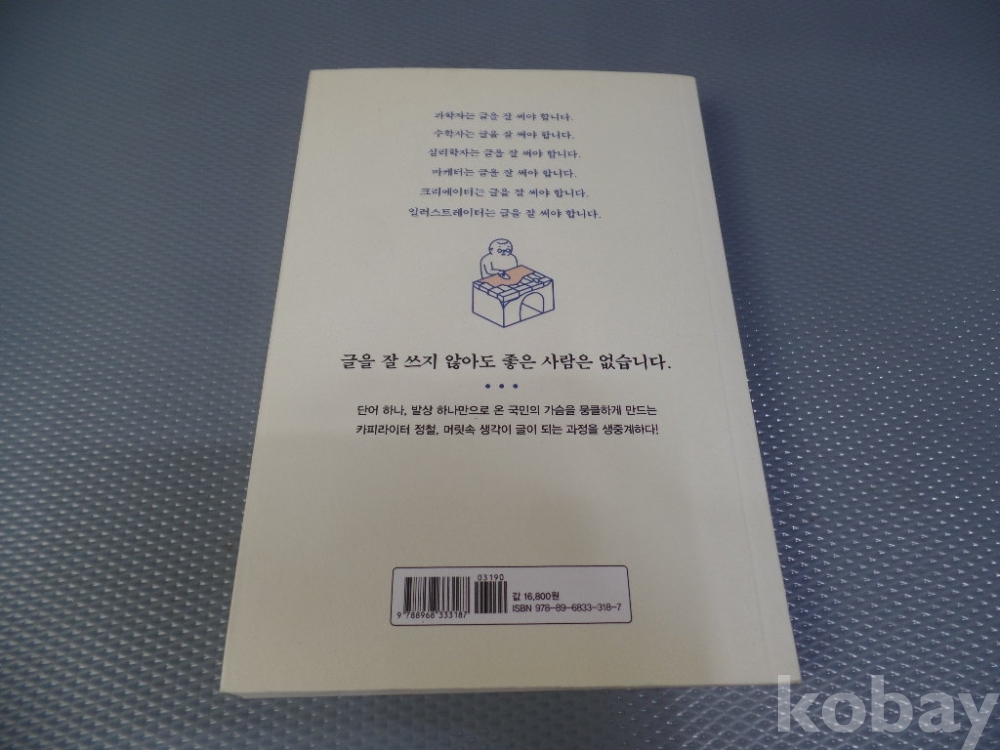 과학자는 글을 잘 써야 합니다.
수학자는 글을 잘 써야 합니다.
심리학자는 글을 잘 써야 합니다.
마케터는 글을 잘 써야 합니다.
크리에이터는 글을 잘 써야 합니다.
일러스트레이터는 글을 잘 써야 합니다.
글을 잘 쓰지 않아도 좋은 사람은 없습니다.
단어 하나, 발상 하나만으로 온 국민의 가슴을 뭉클하게 만드는
카피라이터 정철, 머릿속 생각이 글이 되는 과정을 생중계하다!
03190
9 788968 333187
값 16,800원
ISBN 978-89-6833-318-7
kobay